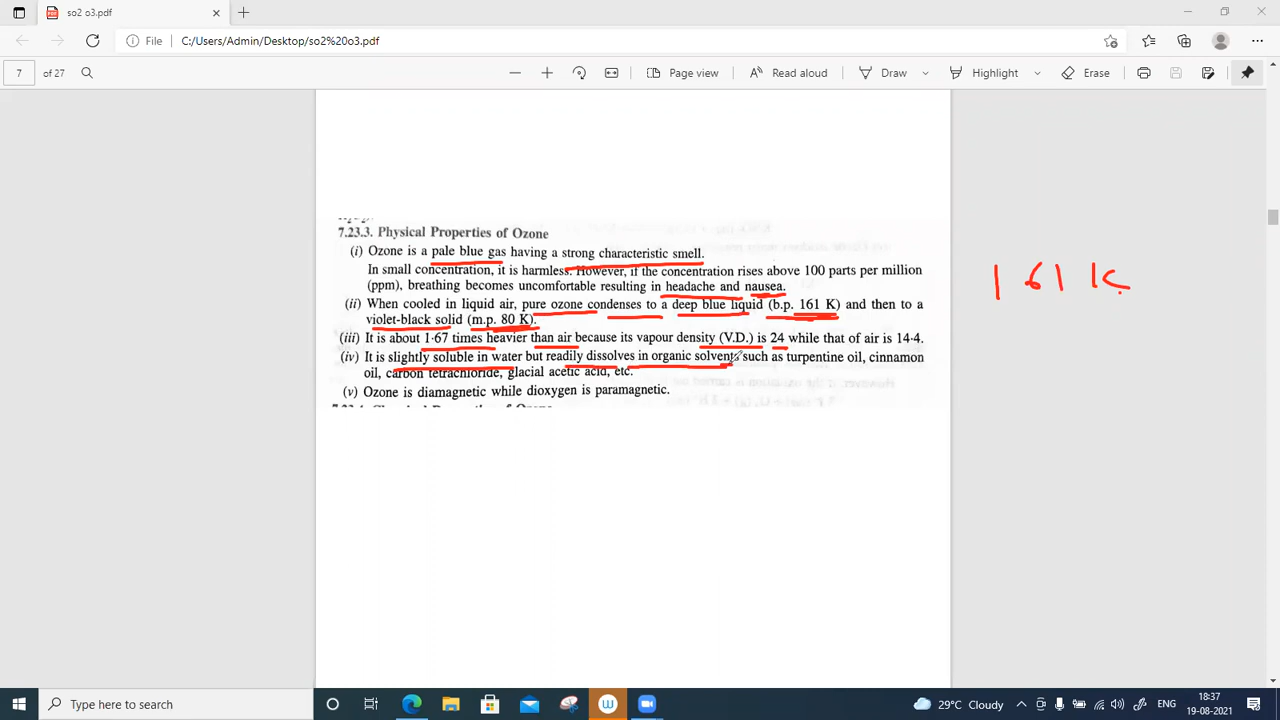 so2 o3.pdf
File
C:/Users/Admin/Desktop/so2%20o3.pdf
7 of 27
Page view
Read aloud
Draw
Highlight
Erase
7.23.3. Physical Properties of Ozone
(i) Ozone is a pale blue gas having a strong characteristic smell.
In small concentration, it is harmless. However, if the concentration rises above 100 parts per million
(ppm), breathing becomes uncomfortable resulting in headache and nausea.
(ii) When cooled in liquid air, pure ozone condenses to a deep blue liquid (b.p. 161 K) and then to a
violet-black solid (m.p. 80 K).
(iii) It is about 1·67 times heavier than air because its vapour density (V.D.) is 24 while that of air is 14·4.
(iv) It is slightly soluble in water but readily dissolves in organic solvents such as turpentine oil, cinnamon
oil, carbon tetrachloride, glacial acetic acid, etc.
(v) Ozone is diamagnetic while dioxygen is paramagnetic.
161 K
Type here to search
29°C Cloudy
ENG
18:37
19-08-2021